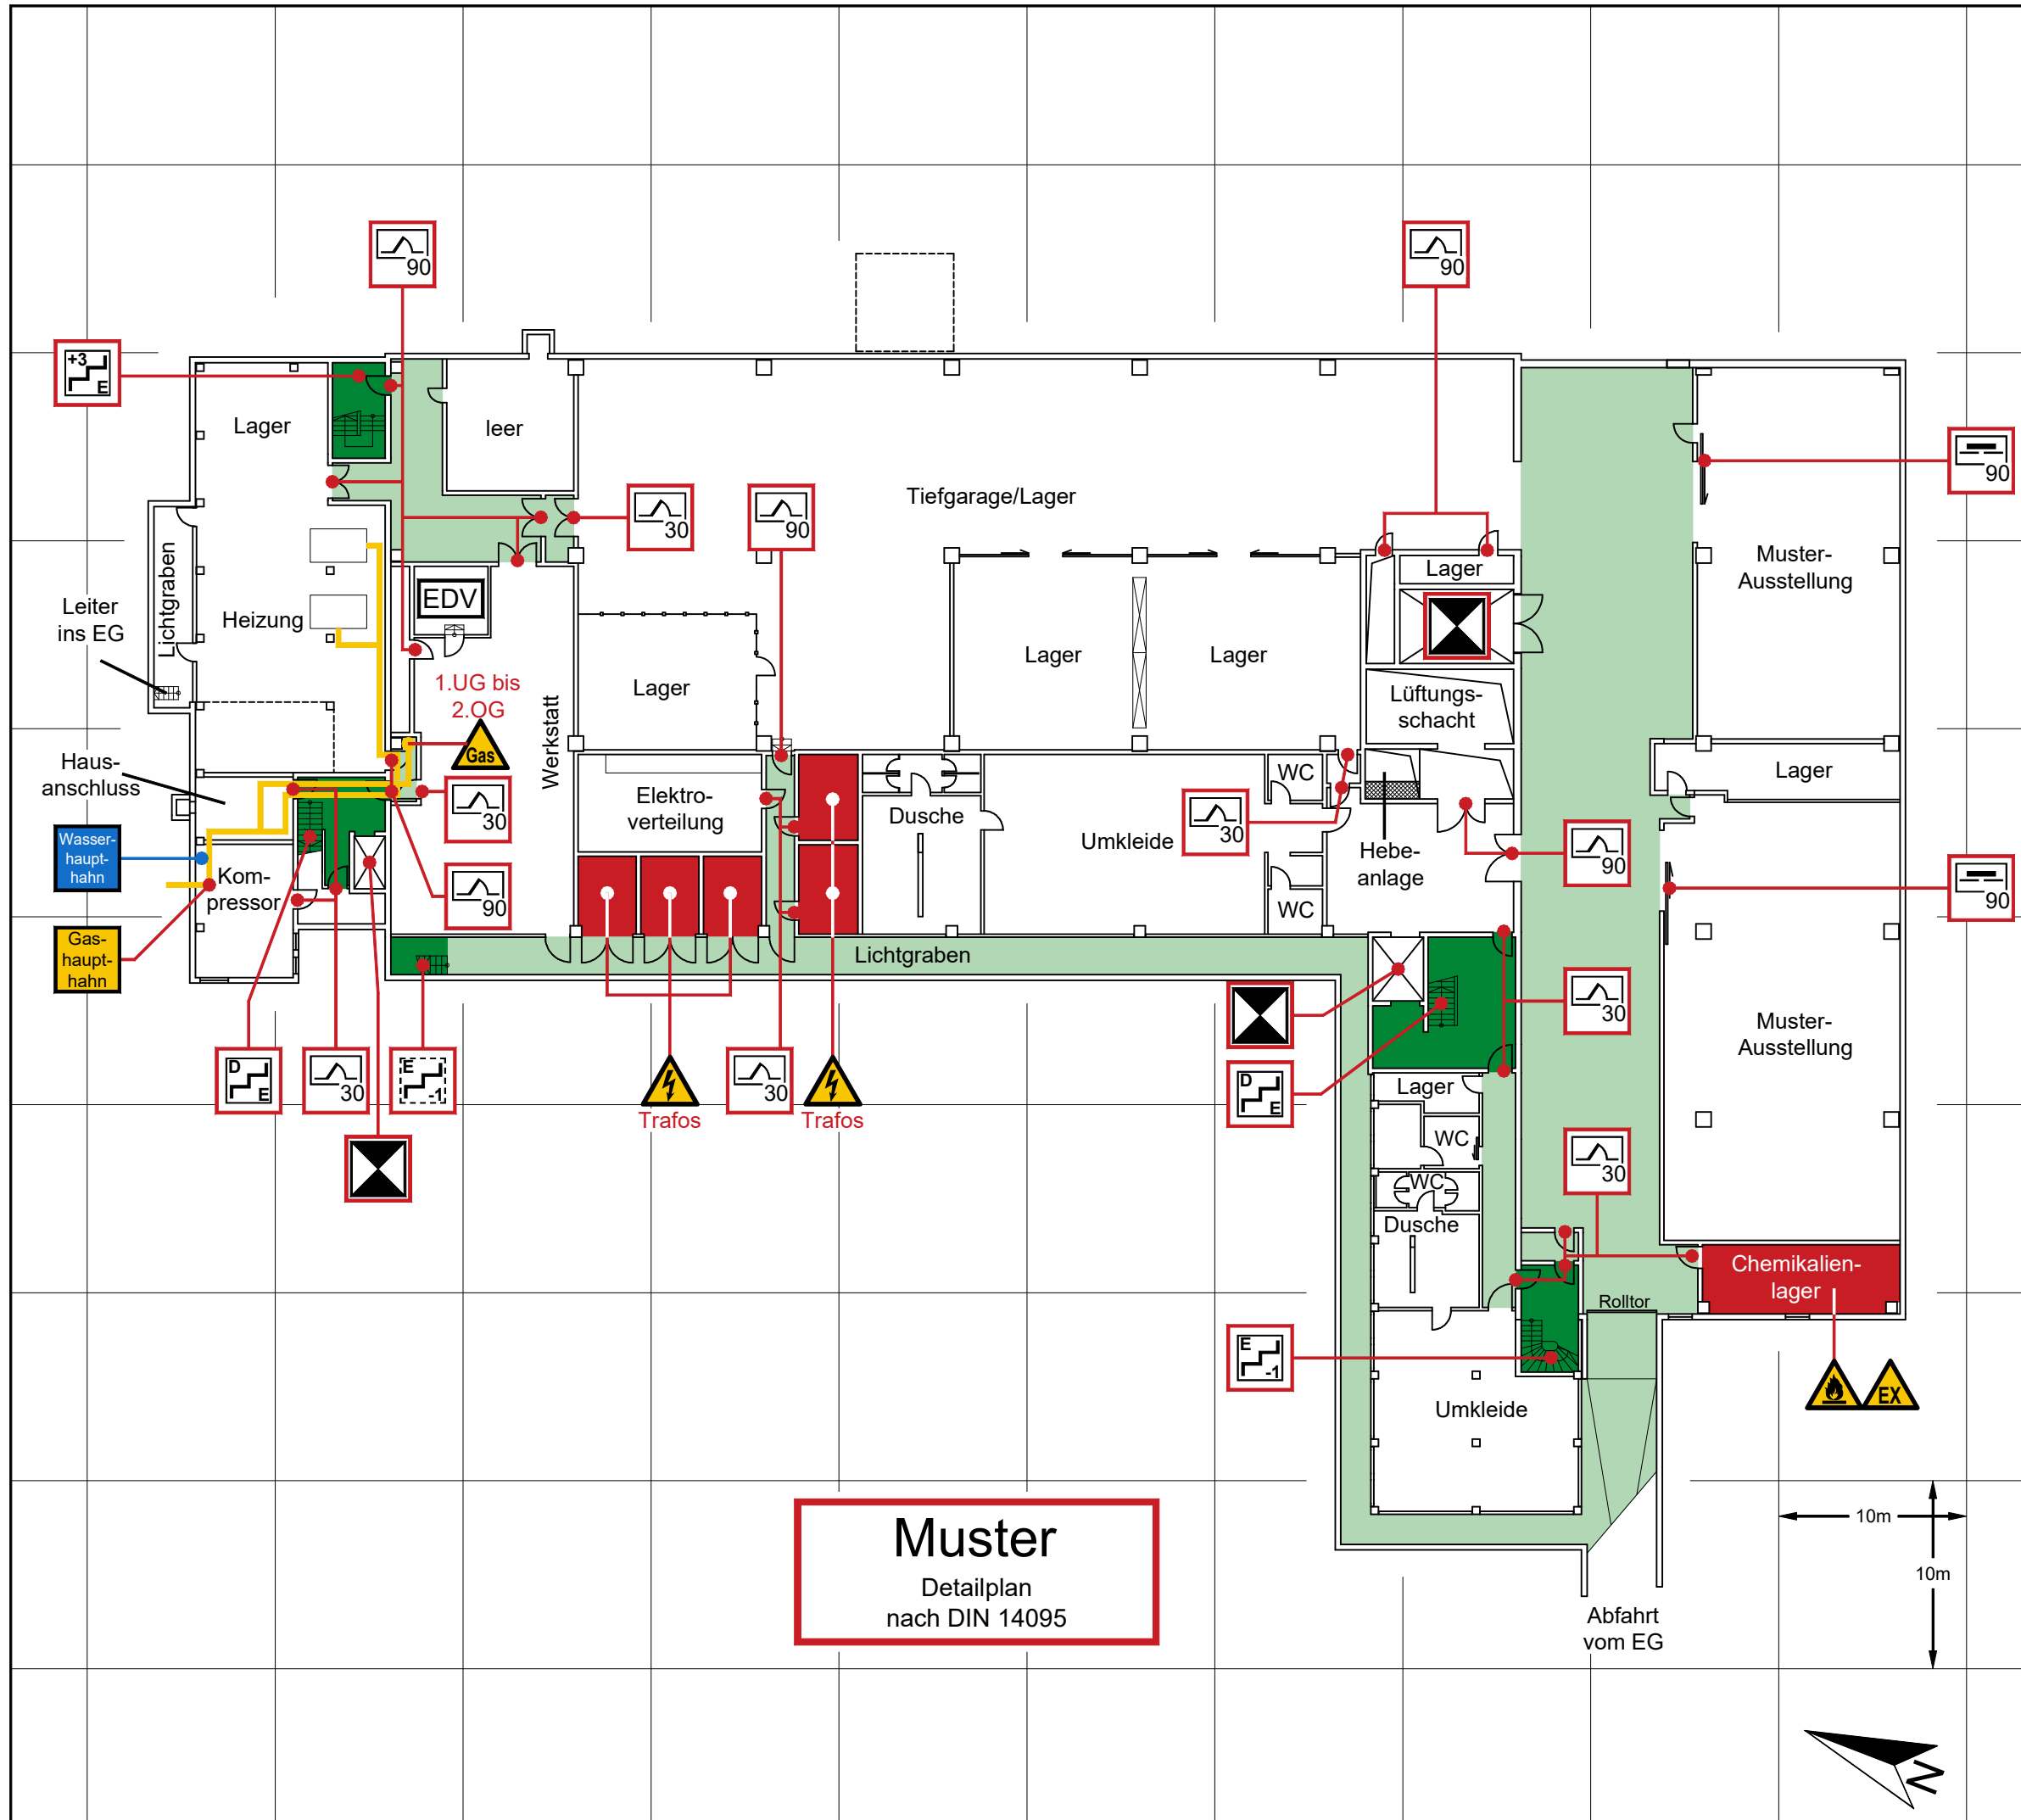 90
90
+3
E
Lager
leer
90
Tiefgarage/Lager
30
90
Muster-
Ausstellung
Lager
EDV
Leiter
ins EG
Lichtgraben
Heizung
Lager
Lager
1.UG bis
2.OG
Lager
Werkstatt
Lüftungs-
schacht
Gas
Haus-
anschluss
Lager
WC
Elektro-
verteilung
30
Dusche
Umkleide
30
Wasser-
haupt-
hahn
Hebe-
anlage
90
Kom-
pressor
90
90
WC
Gas-
haupt-
hahn
Lichtgraben
30
Muster-
Ausstellung
D
E
30
E
-1
Trafos
30
Trafos
D
E
Lager
WC
30
WC
Dusche
Chemikalien-
lager
Rolltor
E
-1
EX
Umkleide
Muster
Detailplan
nach DIN 14095
10m
10m
Abfahrt
vom EG
N